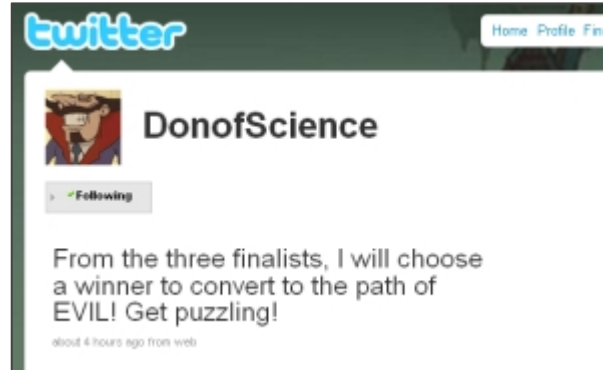 twitter
Home Profile Fin
DonofScience
Following
From the three finalists, I will choose
a winner to convert to the path of
EVIL! Get puzzling!
about 4 hours ago from web